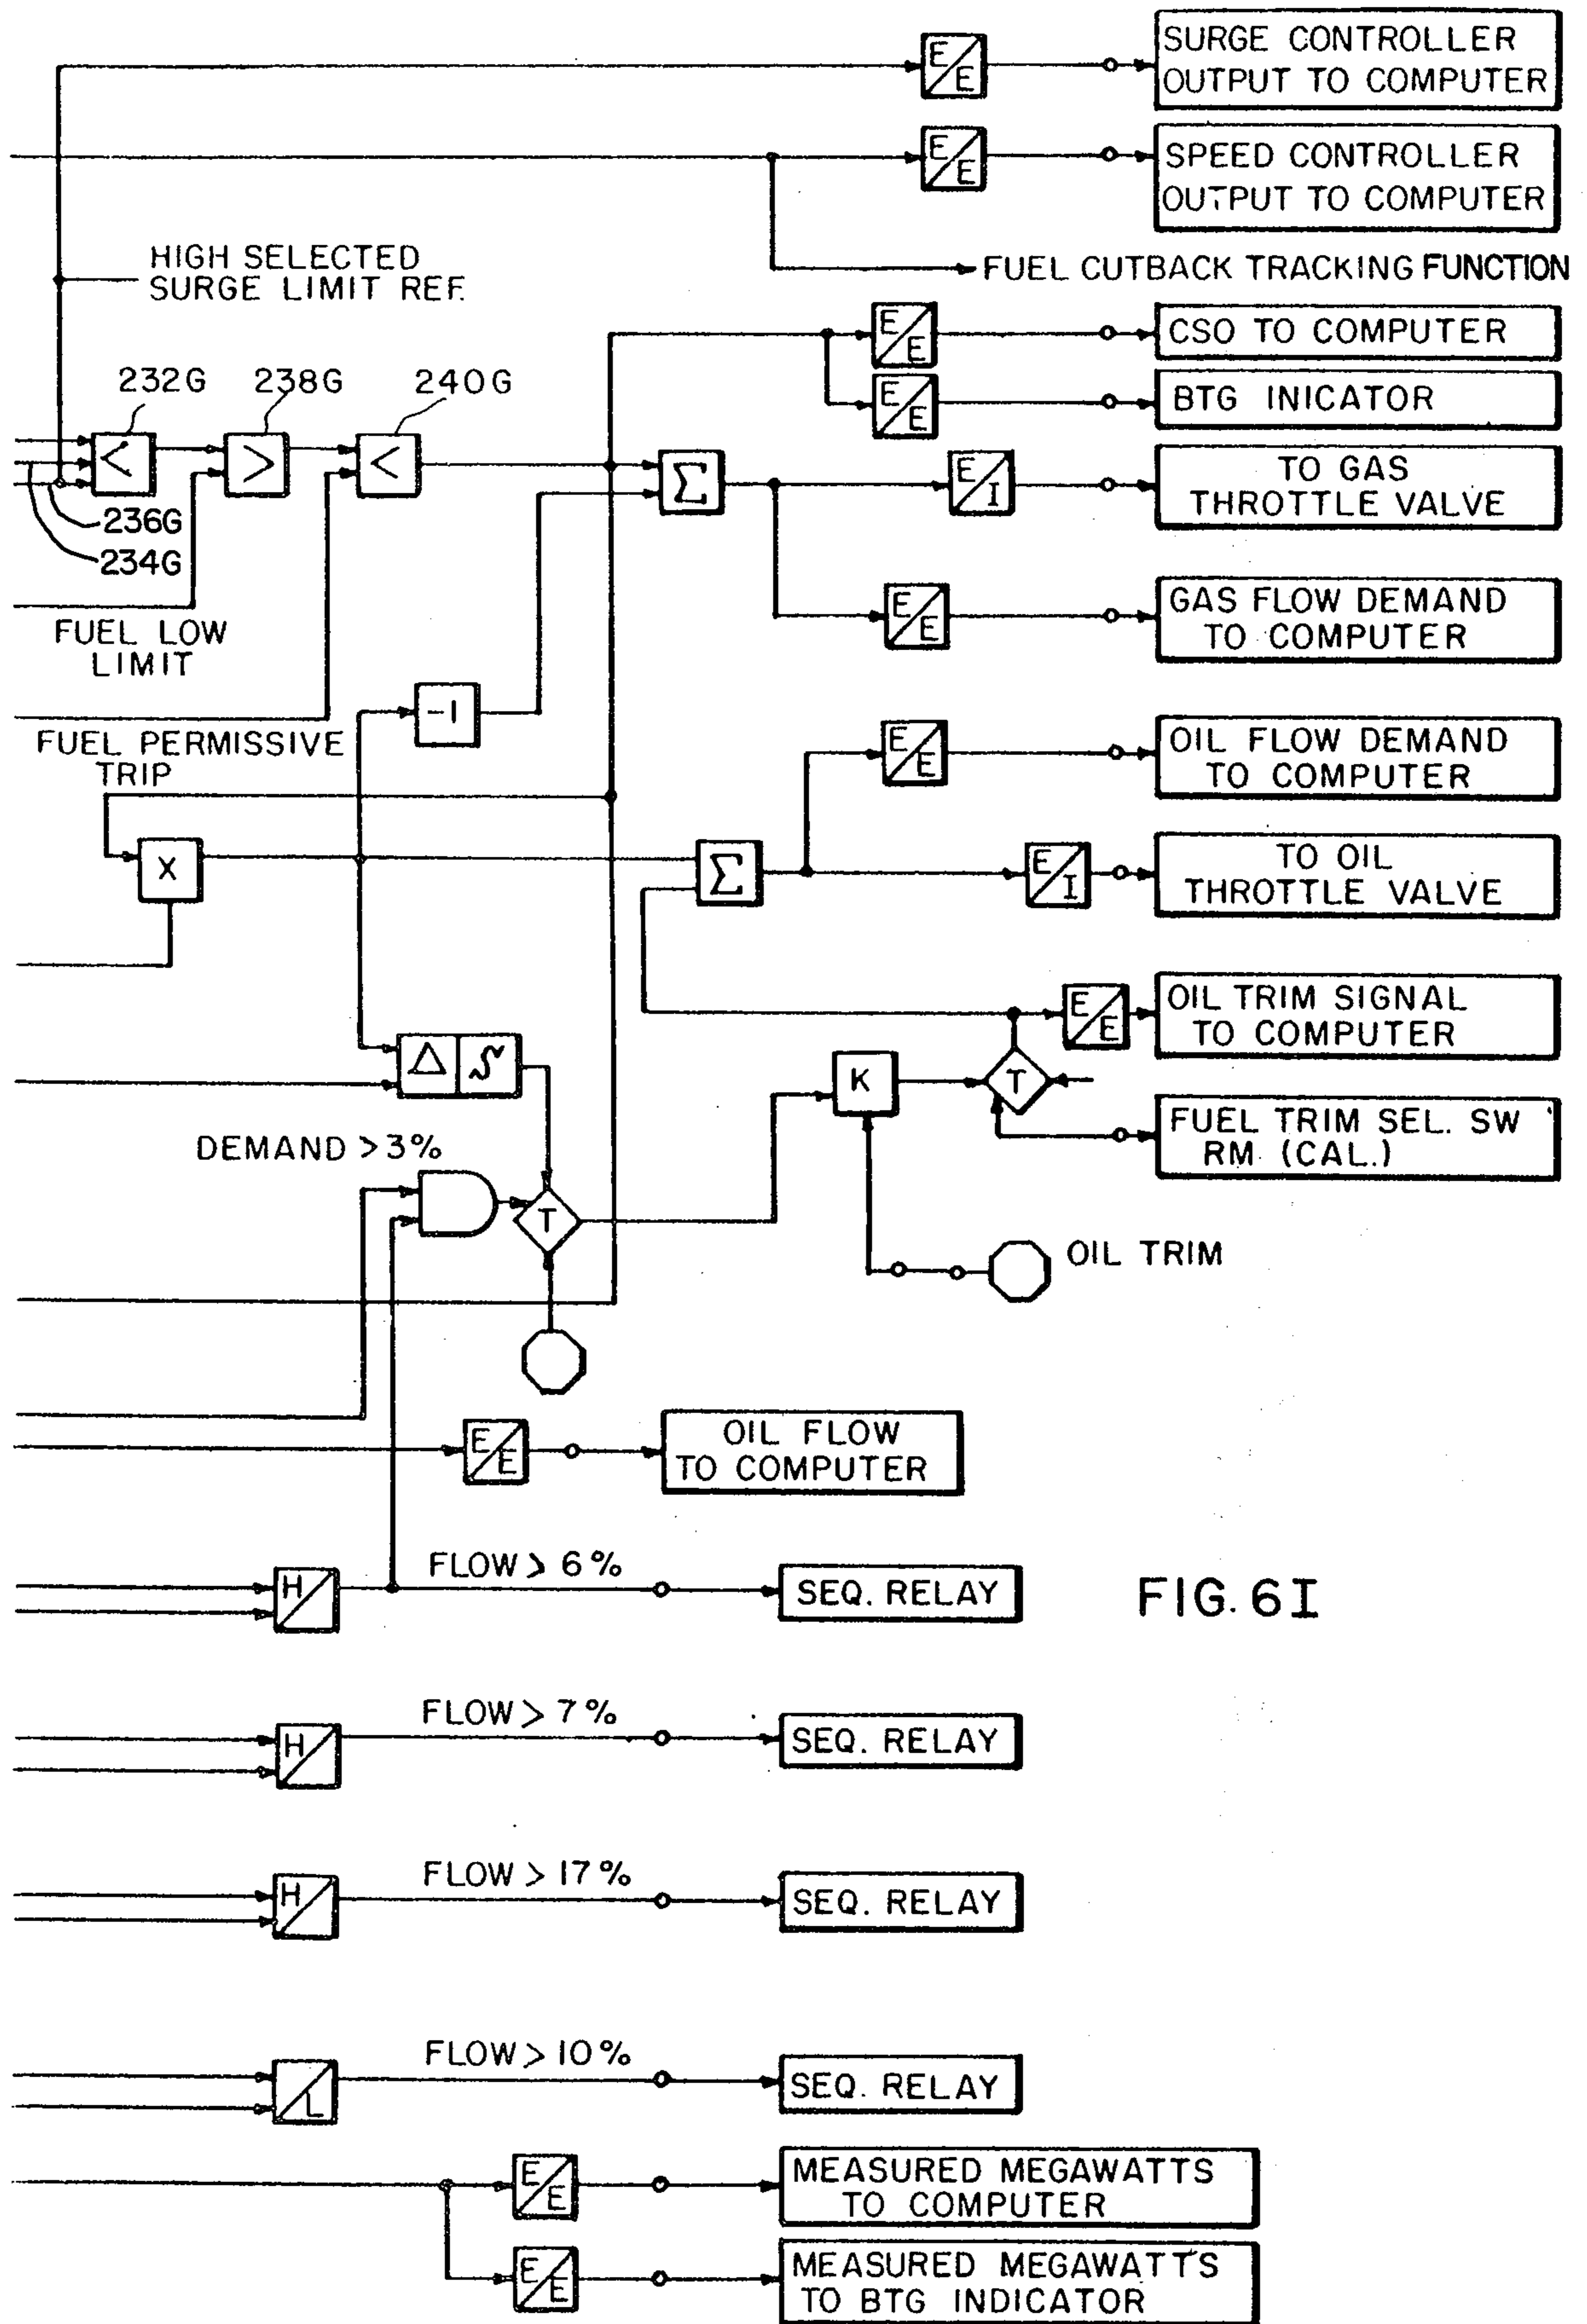 E/E
SURGE CONTROLLER
OUTPUT TO COMPUTER
E/E
SPEED CONTROLLER
OUTPUT TO COMPUTER
HIGH SELECTED
SURGE LIMIT REF.
FUEL CUTBACK TRACKING FUNCTION
E/E
CSO TO COMPUTER
232G 238G 240G
E/E
BTG INICATOR
< > <
Σ
E/I
TO GAS
THROTTLE VALVE
236G
234G
E/E
GAS FLOW DEMAND
TO COMPUTER
FUEL LOW
LIMIT
-1
FUEL PERMISSIVE
TRIP
E/E
OIL FLOW DEMAND
TO COMPUTER
X
Σ
E/I
TO OIL
THROTTLE VALVE
E/E
OIL TRIM SIGNAL
TO COMPUTER
Δ ∫
K
T
FUEL TRIM SEL. SW
RM (CAL.)
DEMAND >3%
T
OIL TRIM
E/E
OIL FLOW
TO COMPUTER
H/
FLOW > 6%
SEQ. RELAY
FIG. 6I
H/
FLOW > 7%
SEQ. RELAY
H/
FLOW > 17%
SEQ. RELAY
/L
FLOW > 10%
SEQ. RELAY
E/E
MEASURED MEGAWATTS
TO COMPUTER
E/E
MEASURED MEGAWATTS
TO BTG INDICATOR